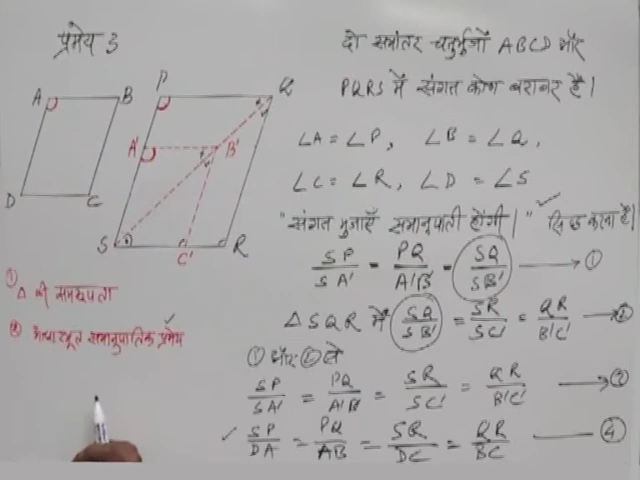 प्रमेय 3
दो समांतर चतुर्भुजों ABCD और
PQRS में संगत कोण बराबर है।
∠A = ∠P, ∠B = ∠Q,
∠C = ∠R, ∠D = ∠S
"संगत भुजाएँ समानुपाती होंगी।" सिद्ध करना है।
SP/SA' = PQ/A'B' = SQ/SB' → ①
△SQR में SQ/SB' = SR/SC' = QR/B'C' — ②
① और ② से
SP/SA' = PQ/A'B' = SR/SC' = QR/B'C' → ③
✓ SP/DA = PQ/AB = SR/DC = QR/BC — ④
A B
D C
P Q
A' B'
S C' R
① △ की समरूपता
② आधारभूत समानुपातिक प्रमेय ✓